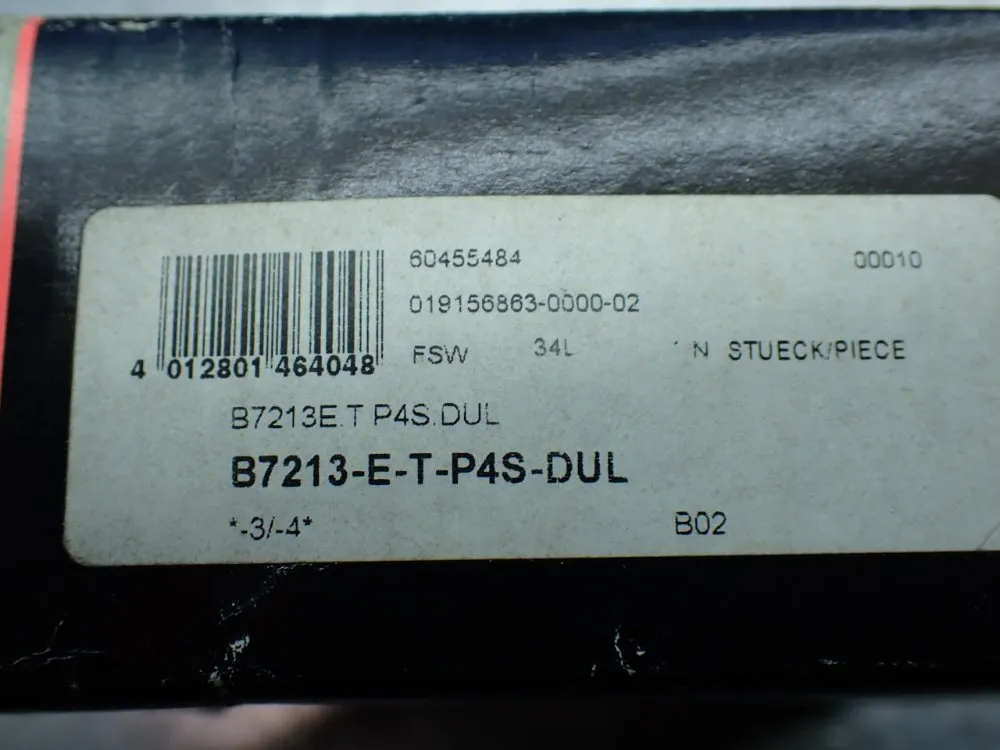 60455484 00010
019156863-0000-02
FSW 34L N STUECK/PIECE
4 012801 464048
B7213E.T P4S.DUL
B7213-E-T-P4S-DUL
*-3/-4* B02